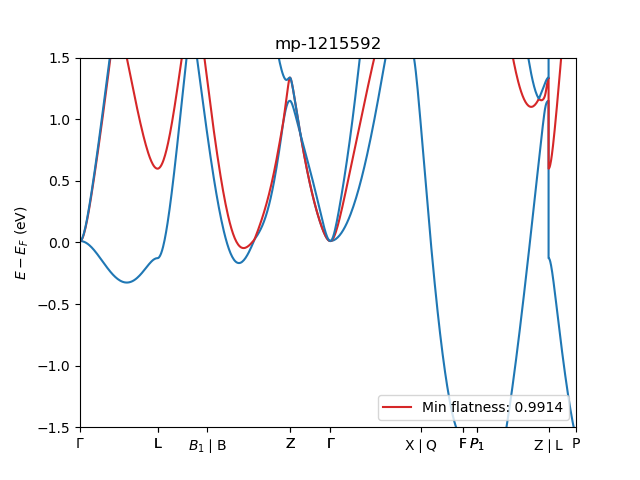 mp-1215592
E − E_F (eV)
1.5
1.0
0.5
0.0
−0.5
−1.0
−1.5
Min flatness: 0.9914
Γ L B₁ | B Z Γ X | Q F P₁ Z | L P